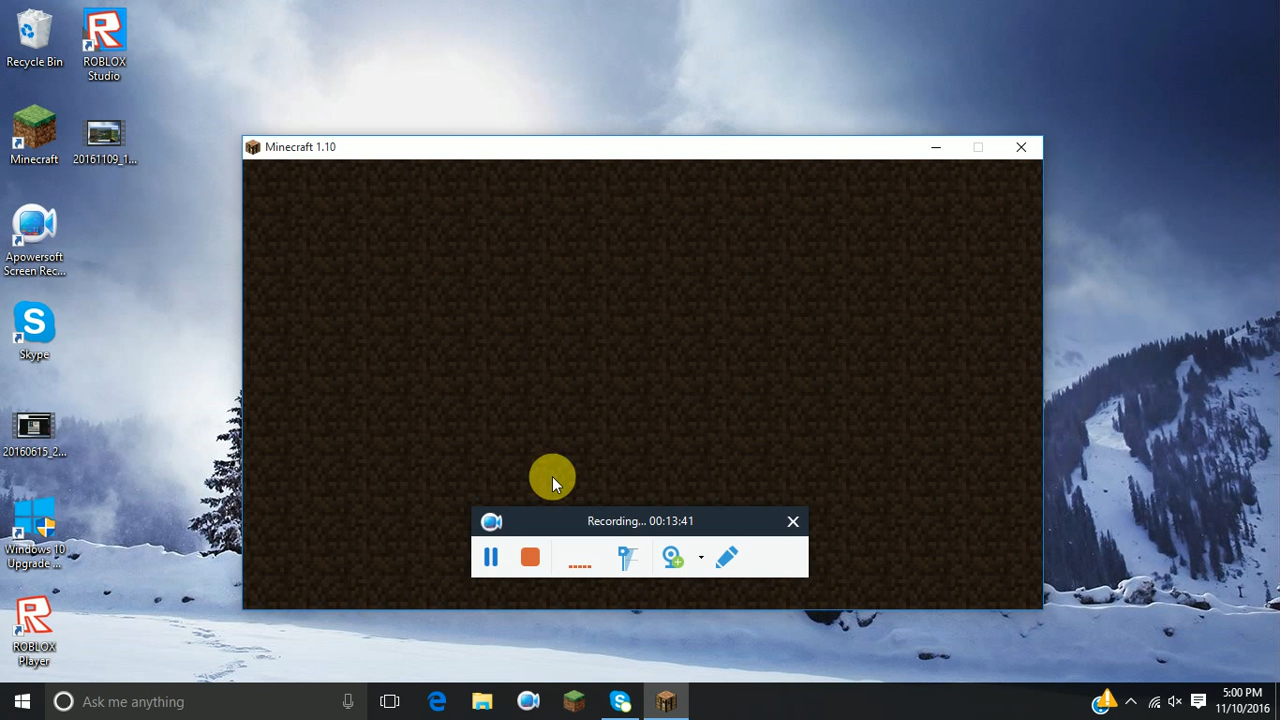 Recycle Bin
ROBLOX
Studio
Minecraft
20161109_1...
Apowersoft
Screen Rec...
Skype
20160615_2...
Windows 10
Upgrade ...
ROBLOX
Player
Minecraft 1.10
Recording... 00:13:41
Ask me anything
5:00 PM
11/10/2016